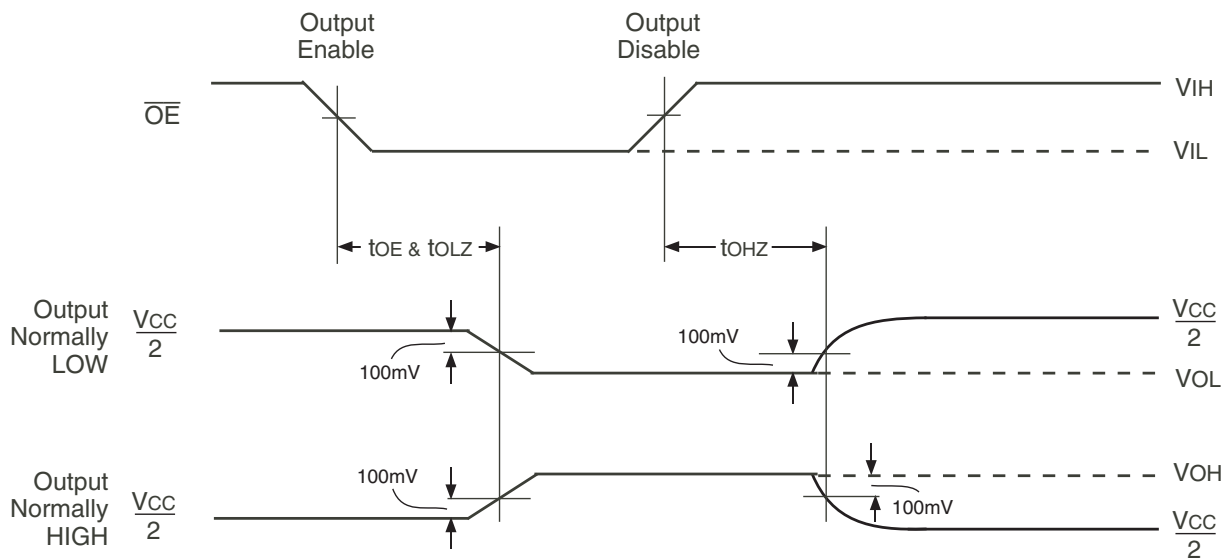 Output
Enable
Output
Disable
OE
VIH
VIL
tOE & tOLZ
tOHZ
Output
Normally
LOW
VCC
2
100mV
100mV
VCC
2
VOL
Output
Normally
HIGH
VCC
2
100mV
VOH
100mV
VCC
2